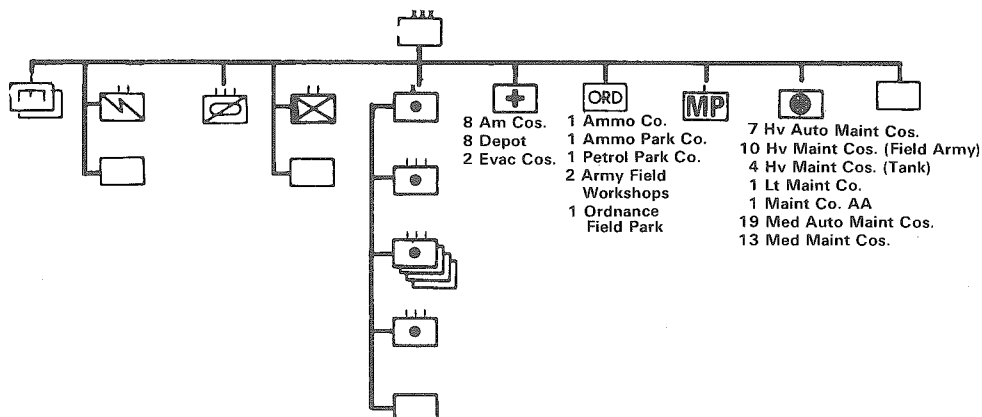 ORD
MP
8 Am Cos.
8 Depot
2 Evac Cos.
1 Ammo Co.
1 Ammo Park Co.
1 Petrol Park Co.
2 Army Field
Workshops
1 Ordnance
Field Park
7 Hv Auto Maint Cos.
10 Hv Maint Cos. (Field Army)
4 Hv Maint Cos. (Tank)
1 Lt Maint Co.
1 Maint Co. AA
19 Med Auto Maint Cos.
13 Med Maint Cos.